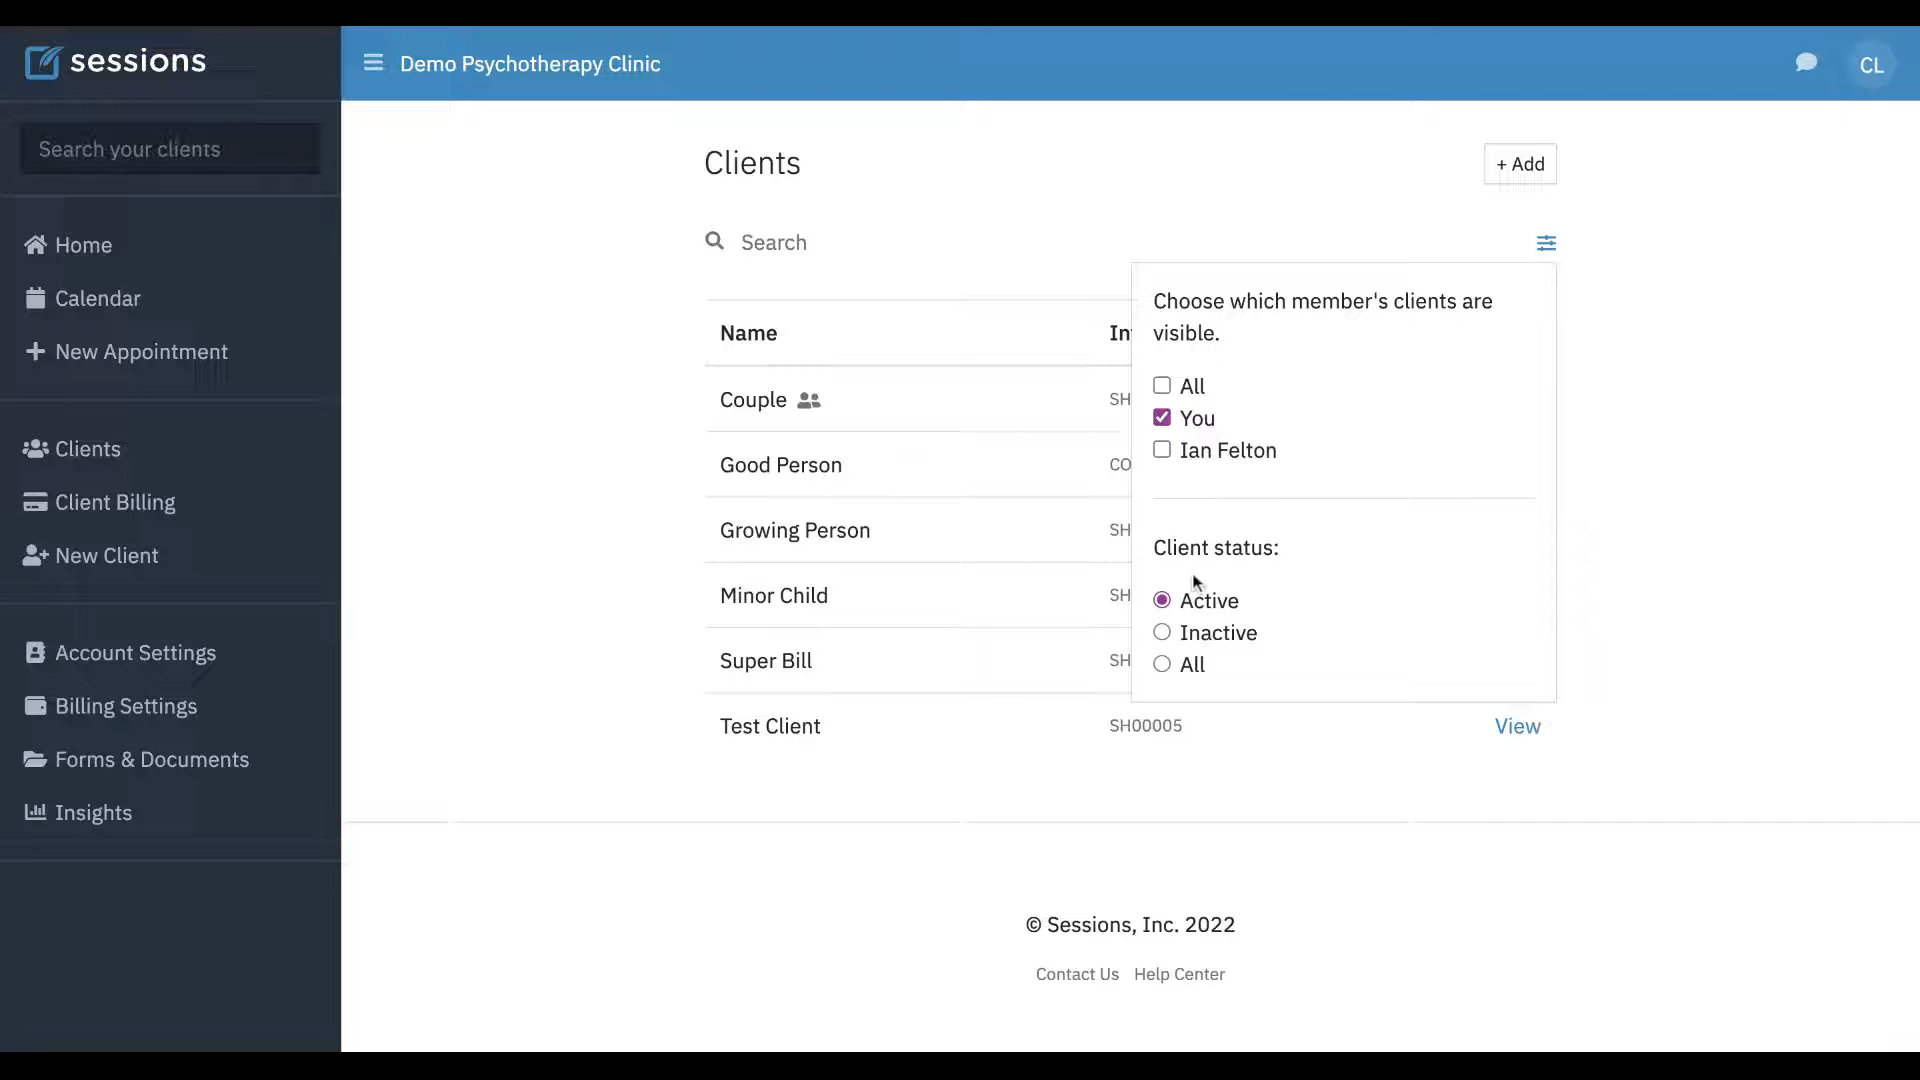 sessions
Demo Psychotherapy Clinic
CL
Search your clients
Home
Calendar
+ New Appointment
Clients
Client Billing
New Client
Account Settings
Billing Settings
Forms & Documents
Insights
Clients
+ Add
Search
Name
In
Couple
SH
Good Person
CO
Growing Person
SH
Minor Child
SH
Super Bill
SH
Test Client
SH00005
View
Choose which member's clients are
visible.
All
You
Ian Felton
Client status:
Active
Inactive
All
© Sessions, Inc. 2022
Contact Us
Help Center